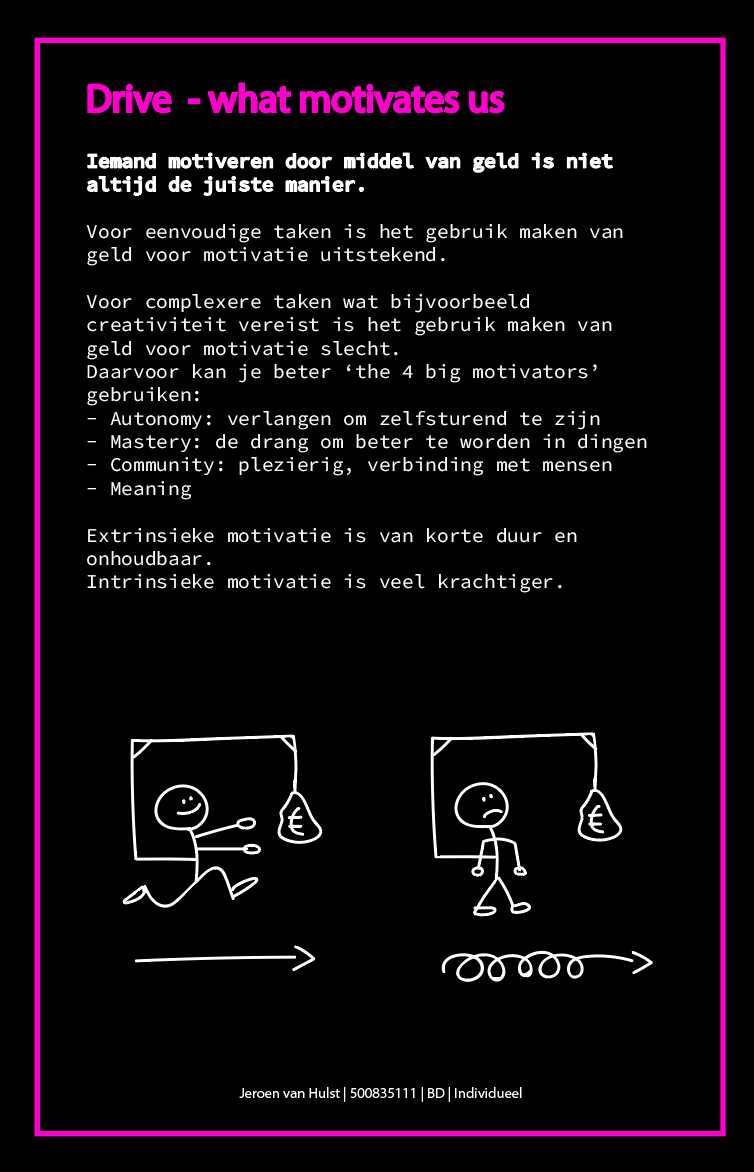 Drive - what motivates us
Iemand motiveren door middel van geld is niet
altijd de juiste manier.
Voor eenvoudige taken is het gebruik maken van
geld voor motivatie uitstekend.
Voor complexere taken wat bijvoorbeeld
creativiteit vereist is het gebruik maken van
geld voor motivatie slecht.
Daarvoor kan je beter ‘the 4 big motivators’
gebruiken:
- Autonomy: verlangen om zelfsturend te zijn
- Mastery: de drang om beter te worden in dingen
- Community: plezierig, verbinding met mensen
- Meaning
Extrinsieke motivatie is van korte duur en
onhoudbaar.
Intrinsieke motivatie is veel krachtiger.
€ €
Jeroen van Hulst | 500835111 | BD | Individueel